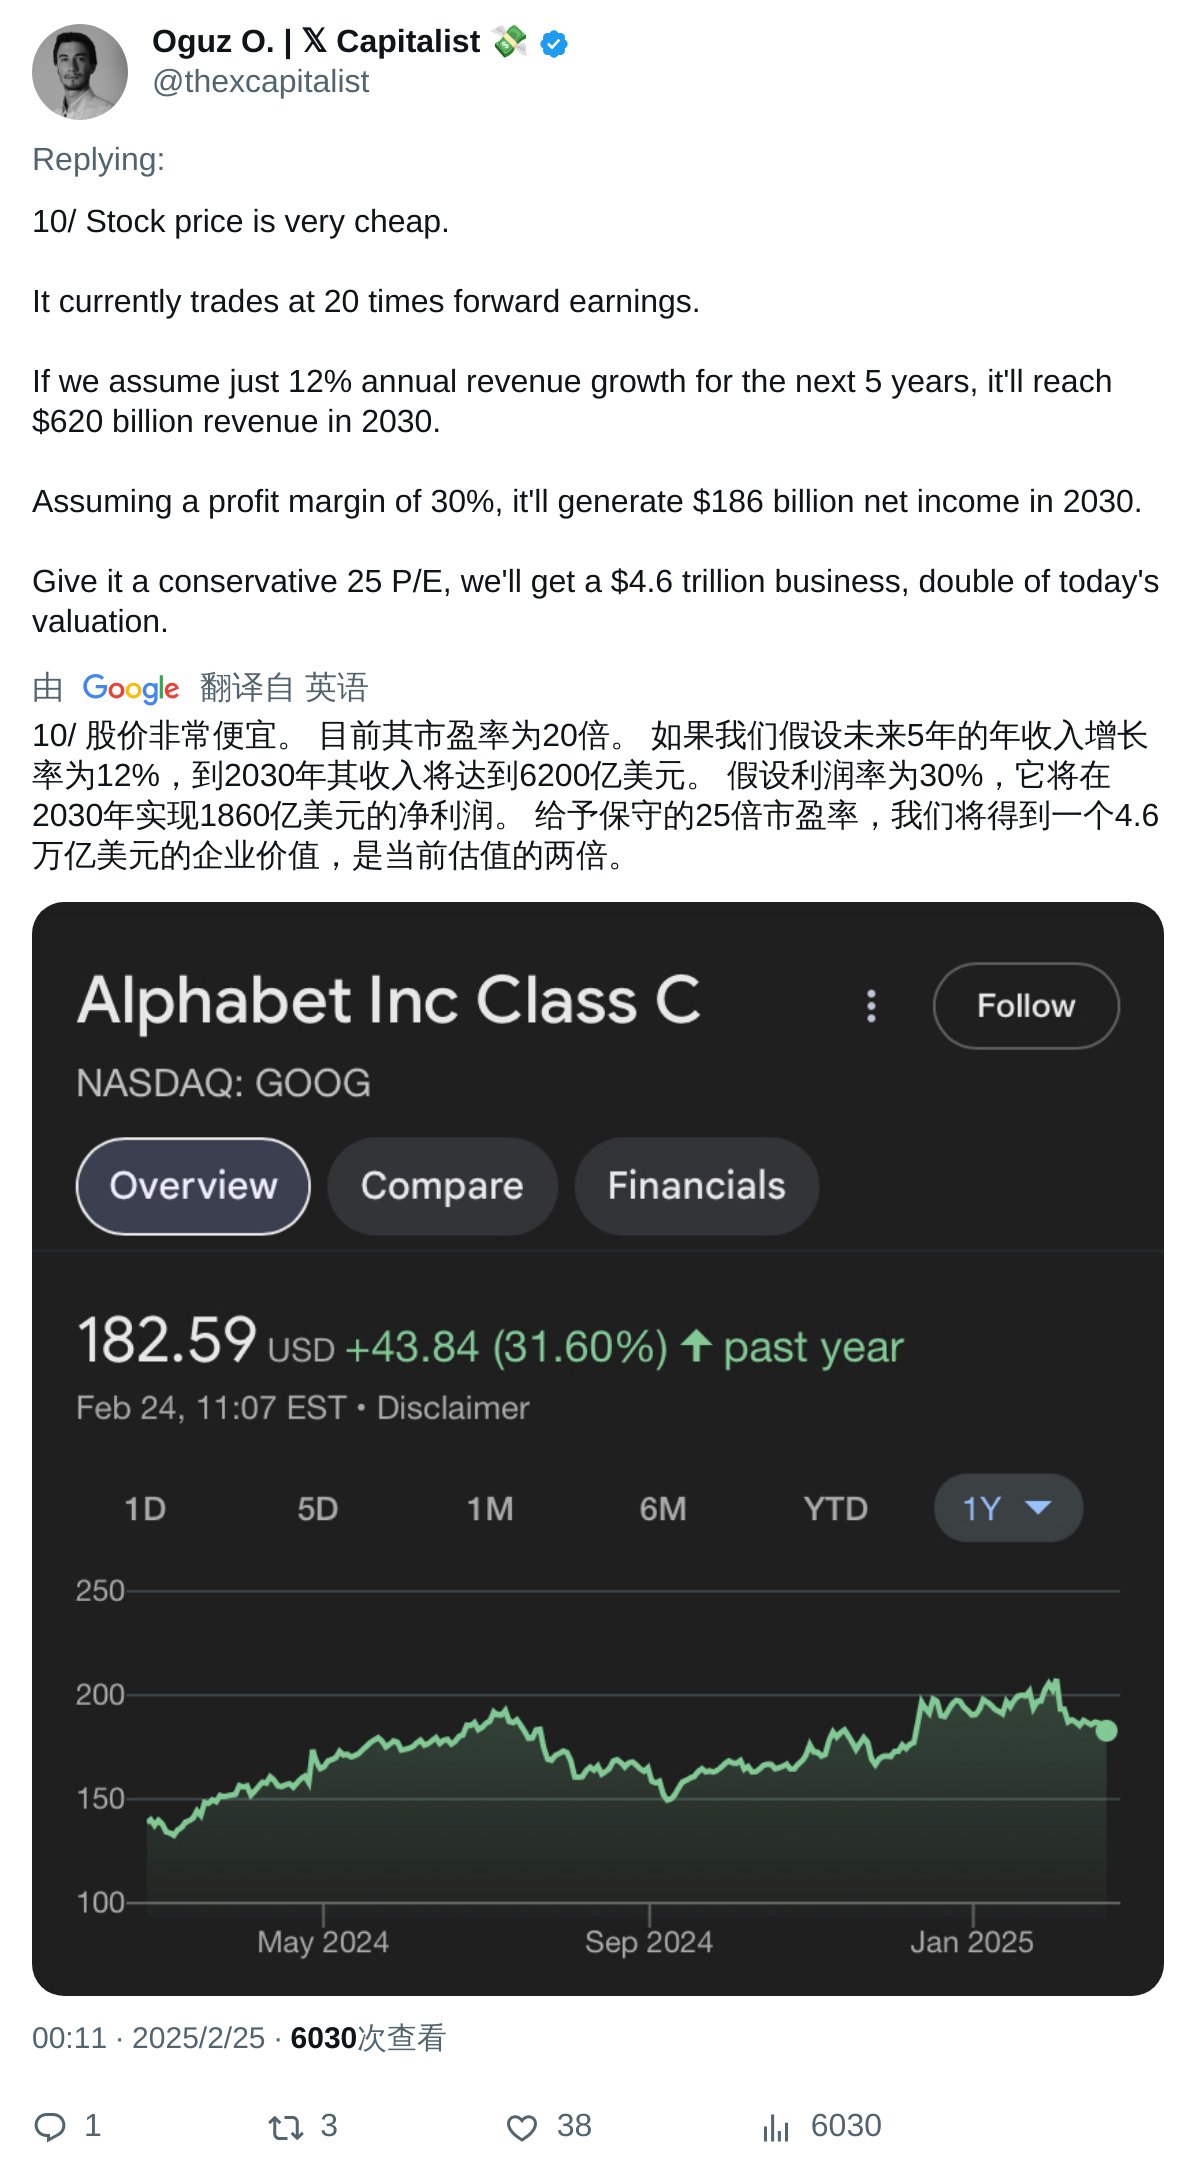 Oguz O. | 𝕏 Capitalist 💸
@thexcapitalist
Replying:
10/ Stock price is very cheap.
It currently trades at 20 times forward earnings.
If we assume just 12% annual revenue growth for the next 5 years, it'll reach
$620 billion revenue in 2030.
Assuming a profit margin of 30%, it'll generate $186 billion net income in 2030.
Give it a conservative 25 P/E, we'll get a $4.6 trillion business, double of today's
valuation.
由 Google 翻译自 英语
10/ 股价非常便宜。 目前其市盈率为20倍。 如果我们假设未来5年的年收入增长
率为12%，到2030年其收入将达到6200亿美元。 假设利润率为30%，它将在
2030年实现1860亿美元的净利润。 给予保守的25倍市盈率，我们将得到一个4.6
万亿美元的企业价值，是当前估值的两倍。
Alphabet Inc Class C
Follow
NASDAQ: GOOG
Overview Compare Financials
182.59 USD +43.84 (31.60%) ↑ past year
Feb 24, 11:07 EST • Disclaimer
1D 5D 1M 6M YTD 1Y
250
200
150
100
May 2024 Sep 2024 Jan 2025
00:11 · 2025/2/25 · 6030次查看
1 3 38 6030